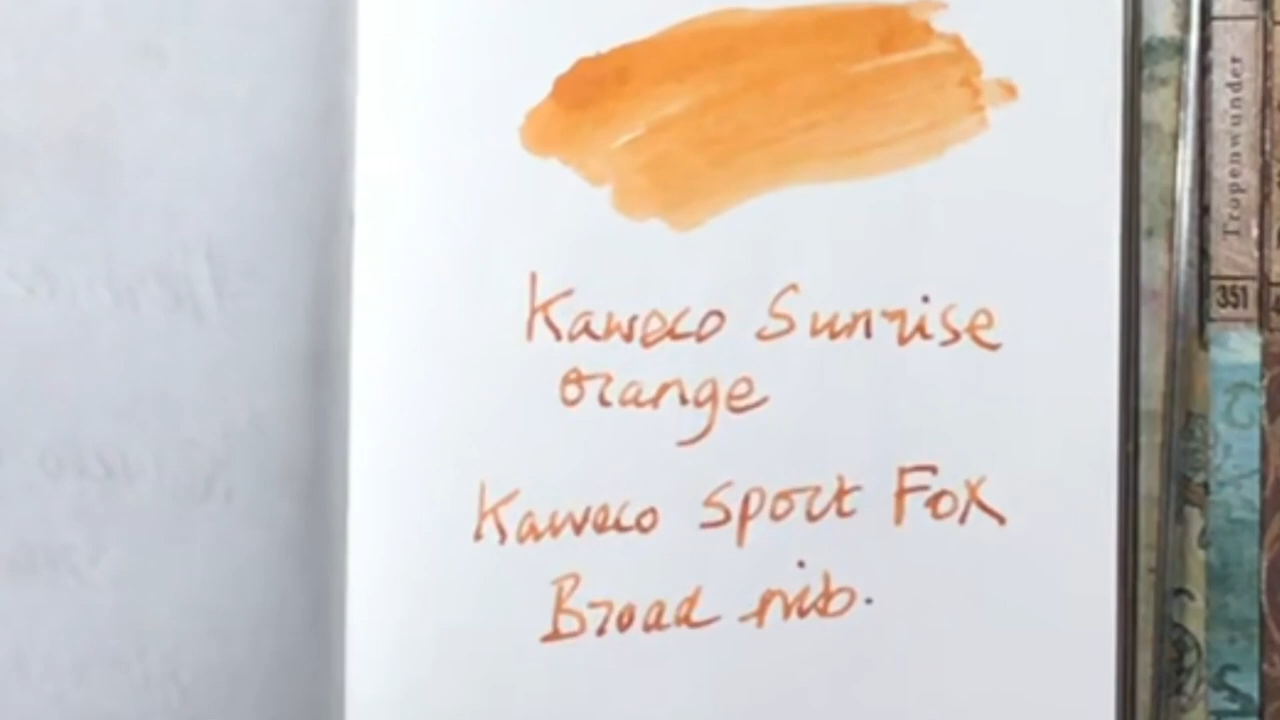 Kaweco Sunrise
orange
Kaweco Sport Fox
Broad nib.
Tropenwunder
351